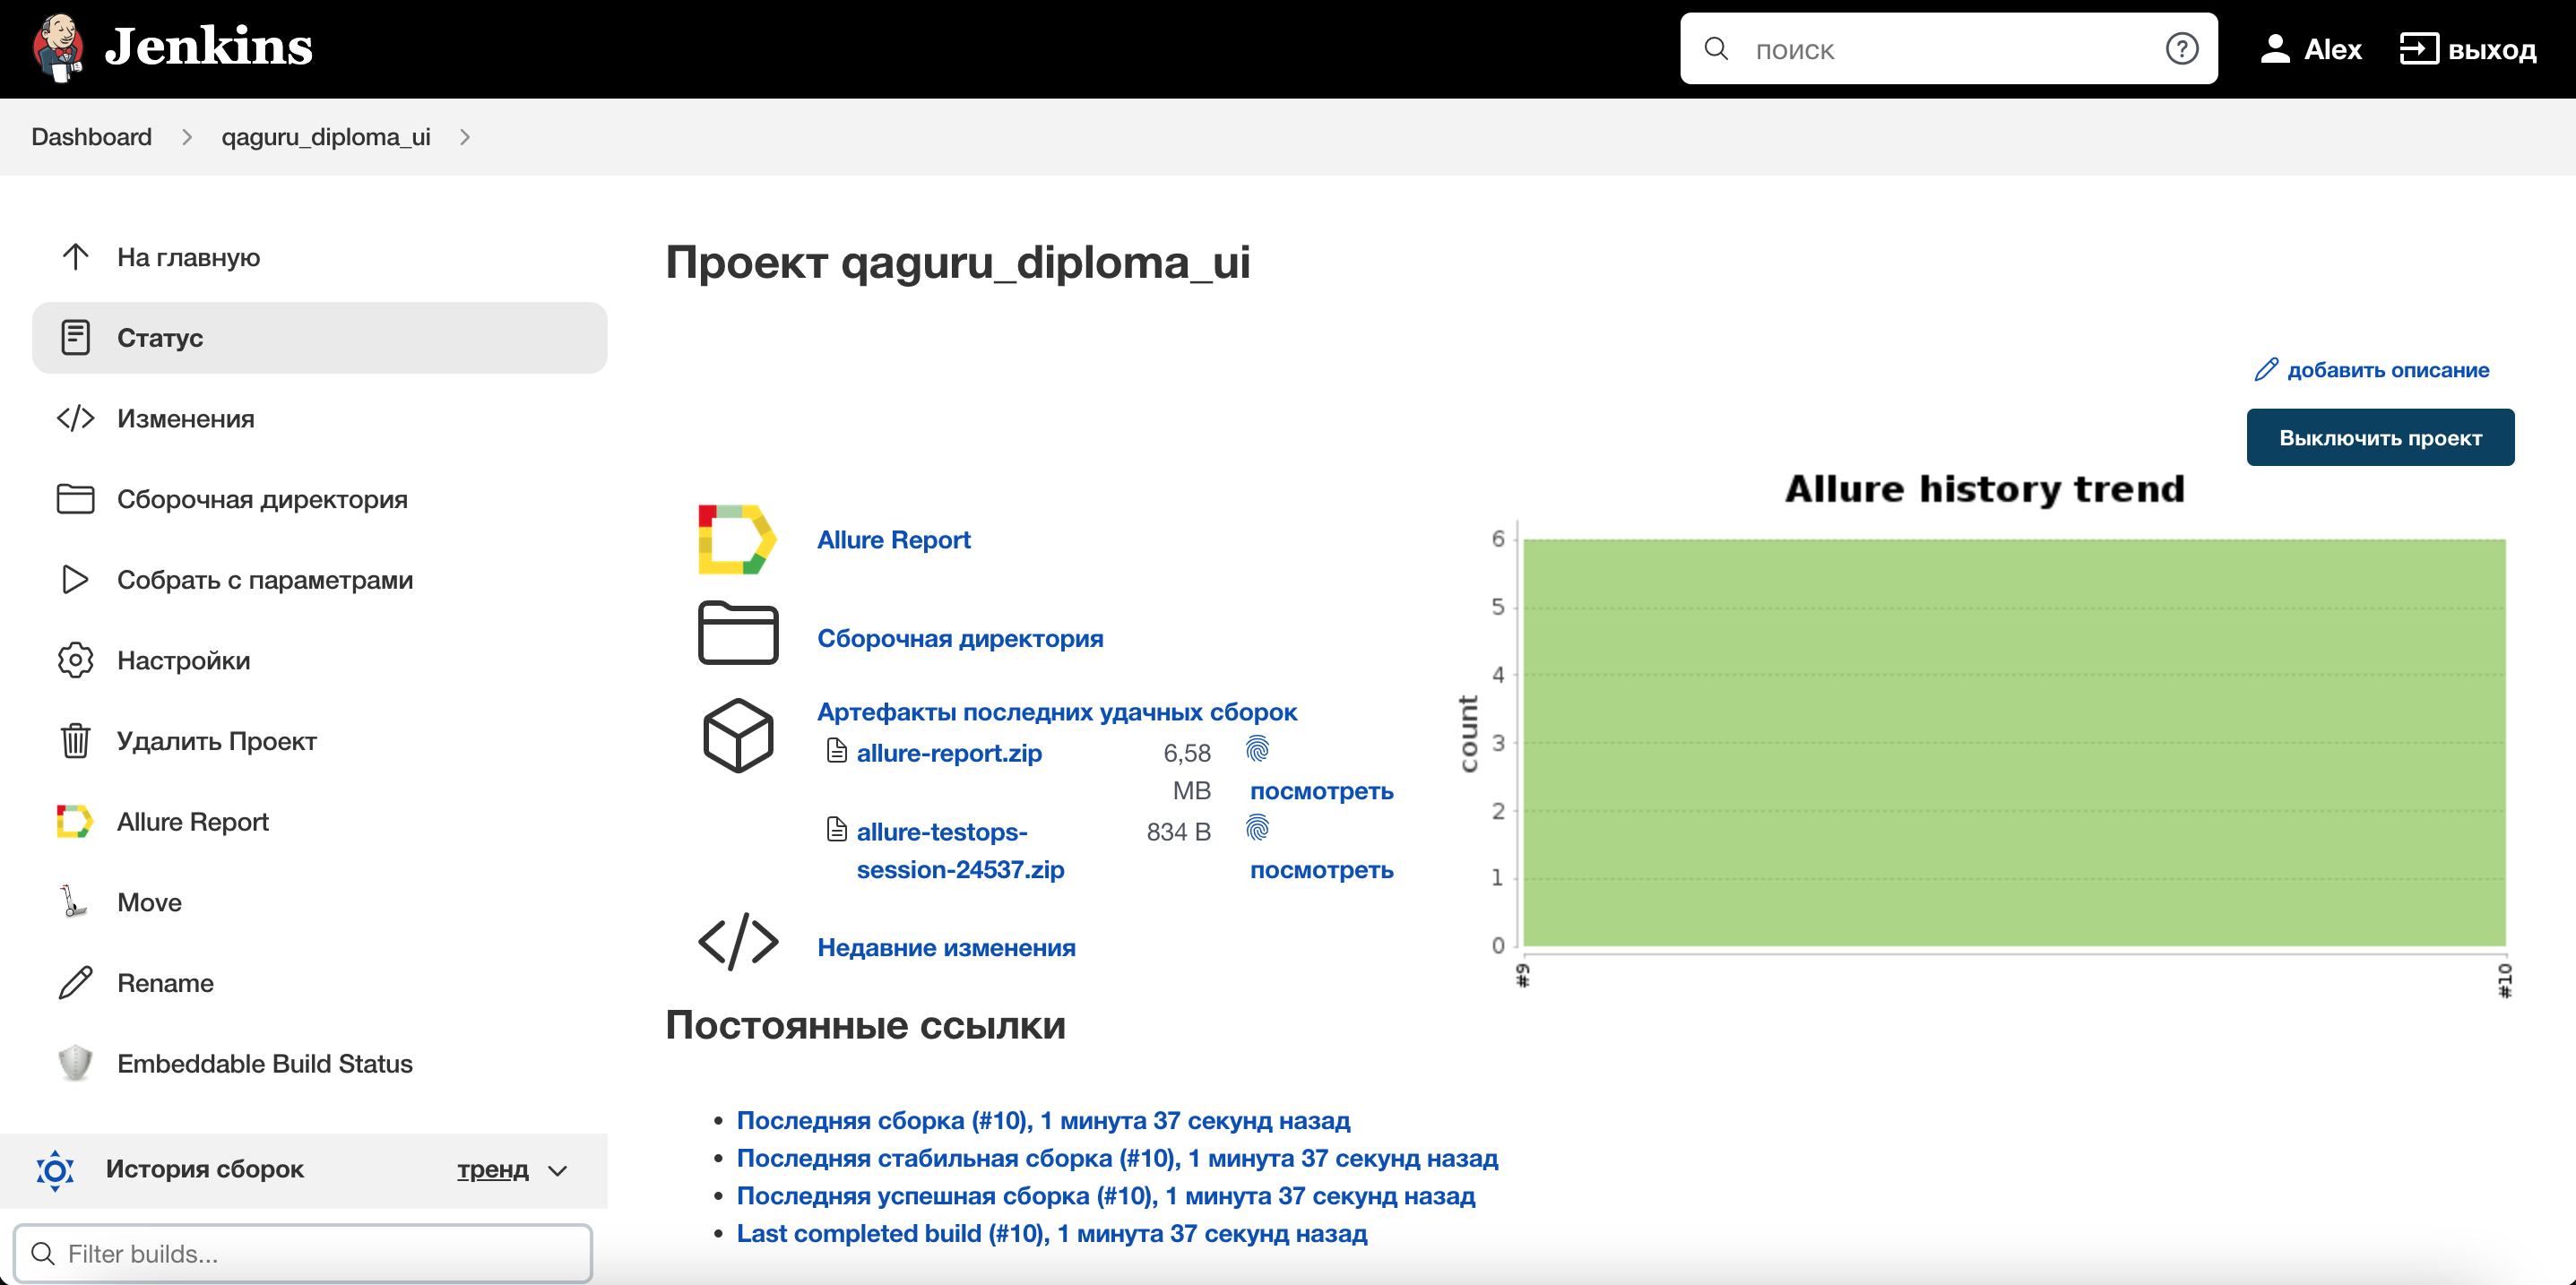 Jenkins
поиск
Alex
выход
Dashboard
qaguru_diploma_ui
На главную
Статус
Изменения
Сборочная директория
Собрать с параметрами
Настройки
Удалить Проект
Allure Report
Move
Rename
Embeddable Build Status
История сборок
тренд
Filter builds...
Проект qaguru_diploma_ui
добавить описание
Выключить проект
Allure Report
Сборочная директория
Артефакты последних удачных сборок
allure-report.zip 6,58
MB посмотреть
allure-testops- 834 B
session-24537.zip посмотреть
Недавние изменения
Allure history trend
6
5
4
3
2
1
0
count
#9
#10
Постоянные ссылки
Последняя сборка (#10), 1 минута 37 секунд назад
Последняя стабильная сборка (#10), 1 минута 37 секунд назад
Последняя успешная сборка (#10), 1 минута 37 секунд назад
Last completed build (#10), 1 минута 37 секунд назад